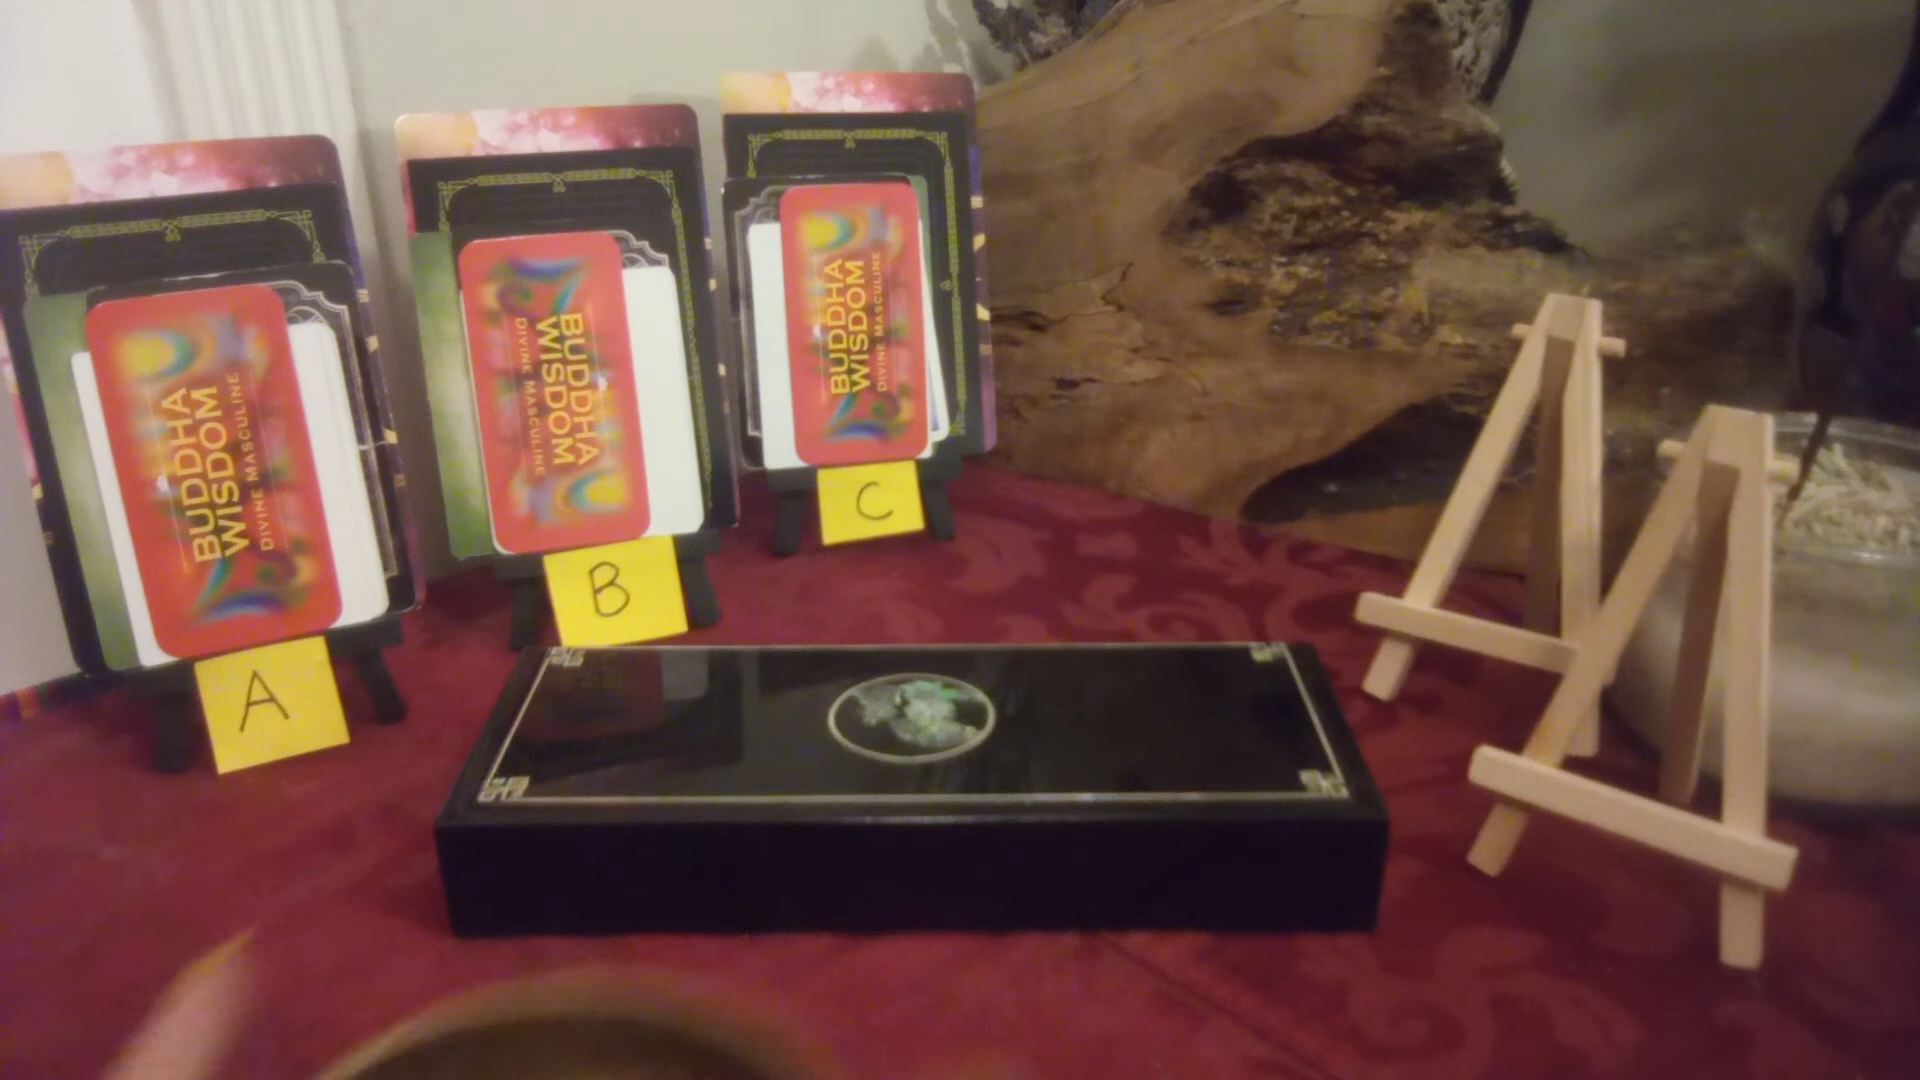 BUDDHA
WISDOM
DIVINE MASCULINE
A
BUDDHA
WISDOM
DIVINE MASCULINE
B
BUDDHA
WISDOM
DIVINE MASCULINE
C